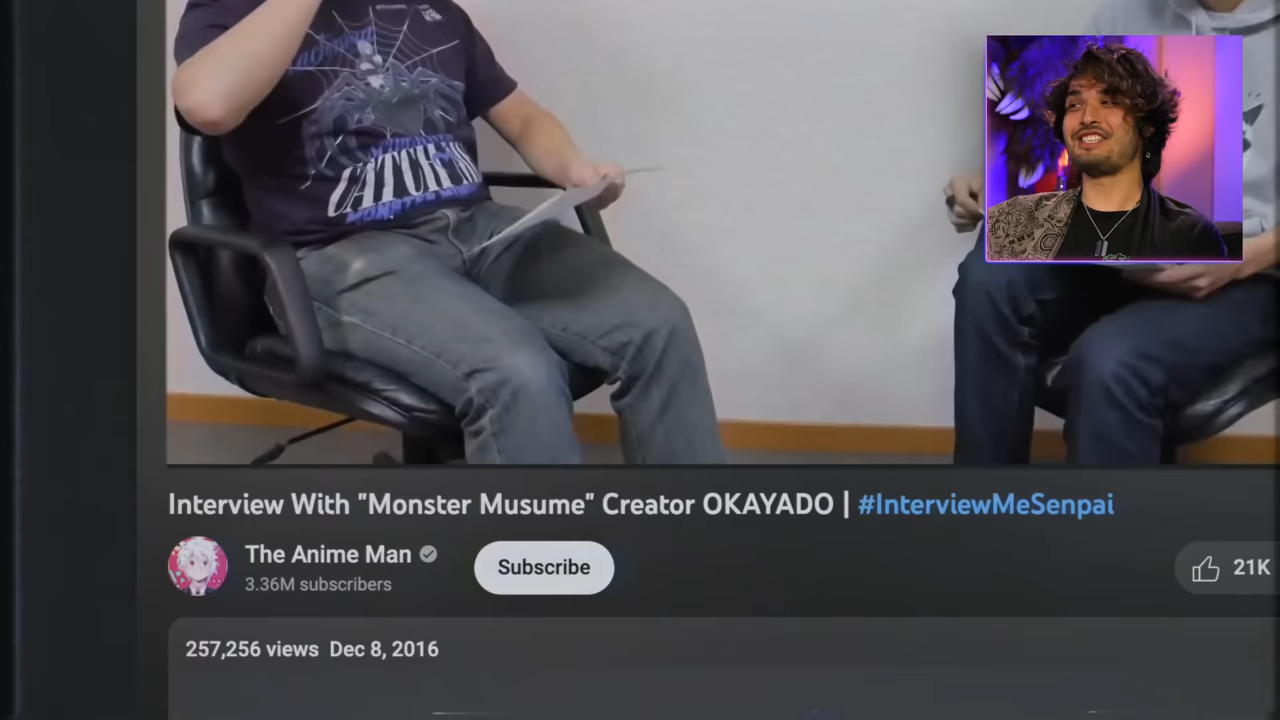 CATCH'N
MONSTER
Interview With "Monster Musume" Creator OKAYADO | #InterviewMeSenpai
The Anime Man
3.36M subscribers
Subscribe
21K
257,256 views Dec 8, 2016